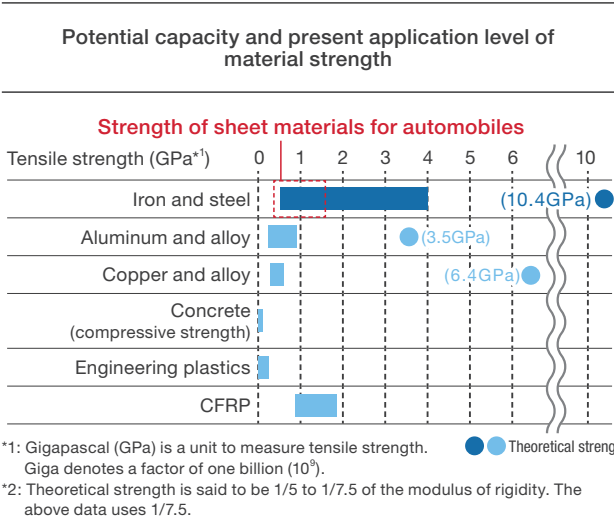 Potential capacity and present application level of
material strength
Strength of sheet materials for automobiles
Tensile strength (GPa*1) 0 1 2 3 4 6 10
Iron and steel (10.4GPa)
Aluminum and alloy (3.5GPa)
Copper and alloy (6.4GPa)
Concrete
(compressive strength)
Engineering plastics
CFRP
*1: Gigapascal (GPa) is a unit to measure tensile strength.
Giga denotes a factor of one billion (10⁹).
Theoretical streng
*2: Theoretical strength is said to be 1/5 to 1/7.5 of the modulus of rigidity. The
above data uses 1/7.5.